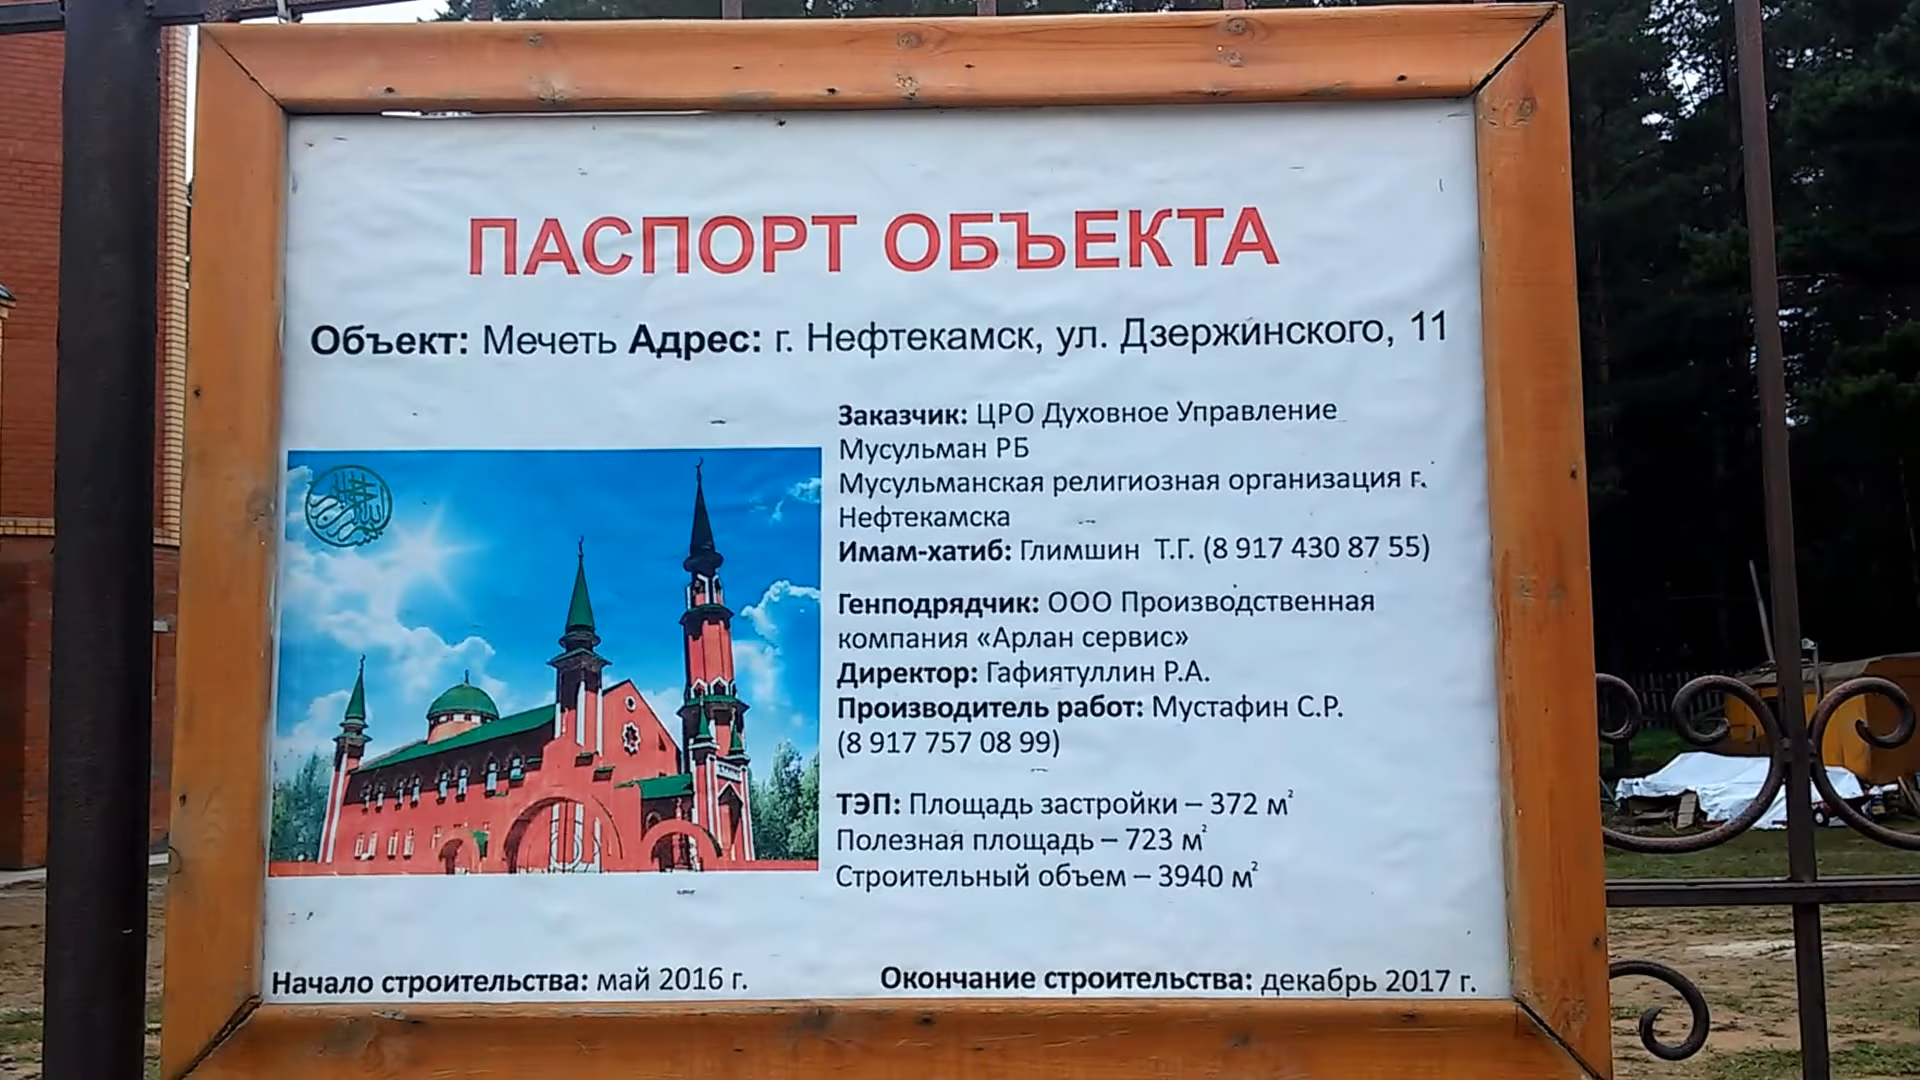 ПАСПОРТ ОБЪЕКТА
Объект: Мечеть Адрес: г. Нефтекамск, ул. Дзержинского, 11
Заказчик: ЦРО Духовное Управление
Мусульман РБ
Мусульманская религиозная организация г.
Нефтекамска
Имам-хатиб: Глимшин Т.Г. (8 917 430 87 55)
Генподрядчик: ООО Производственная
компания «Арлан сервис»
Директор: Гафиятуллин Р.А.
Производитель работ: Мустафин С.Р.
(8 917 757 08 99)
ТЭП: Площадь застройки – 372 м²
Полезная площадь – 723 м²
Строительный объем – 3940 м²
Начало строительства: май 2016 г.
Окончание строительства: декабрь 2017 г.